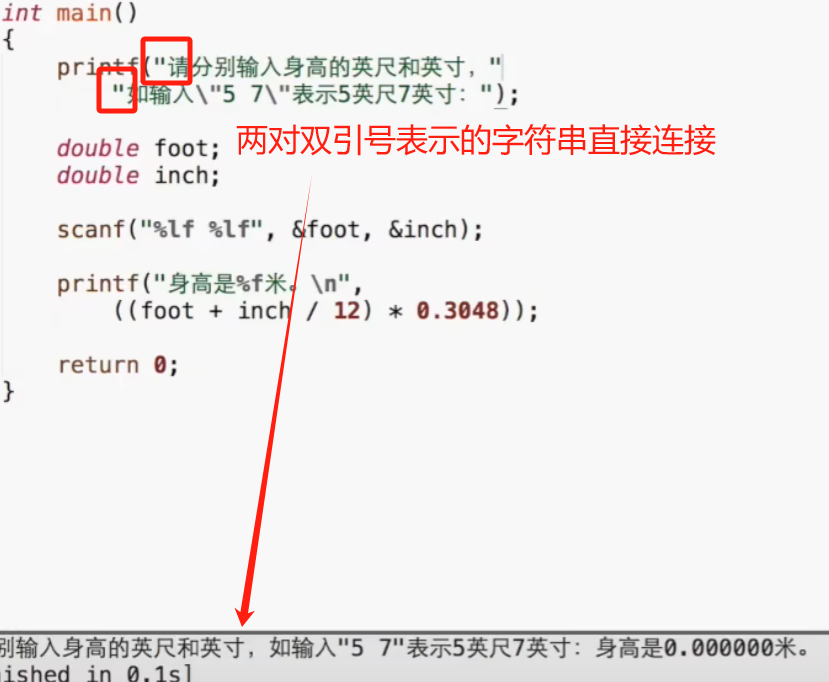 int main()
{
printf("请分别输入身高的英尺和英寸，"
"如输入\"5 7\"表示5英尺7英寸：");
两对双引号表示的字符串直接连接
double foot;
double inch;
scanf("%lf %lf", &foot, &inch);
printf("身高是%f米。\n",
((foot + inch / 12) * 0.3048));
return 0;
}
别输入身高的英尺和英寸，如输入"5 7"表示5英尺7英寸：身高是0.000000米。
nished in 0.1s]